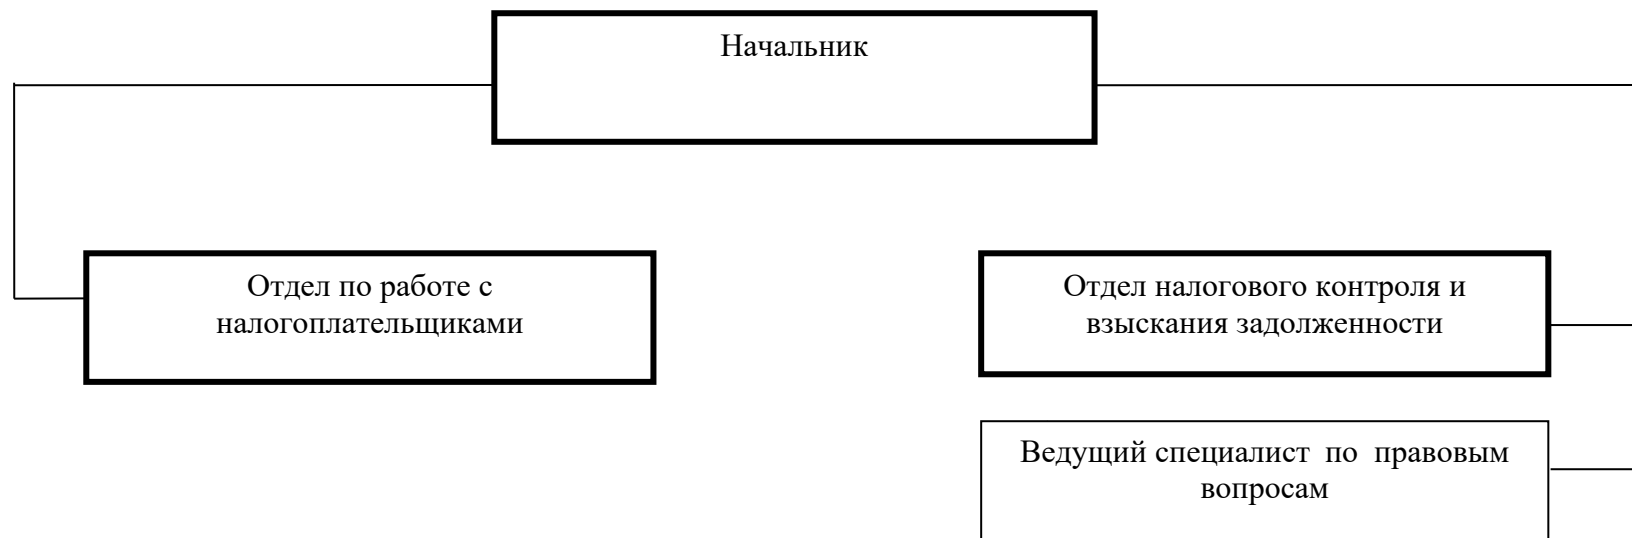 Начальник
Отдел по работе с
налогоплательщиками
Отдел налогового контроля и
взыскания задолженности
Ведущий специалист по правовым
вопросам